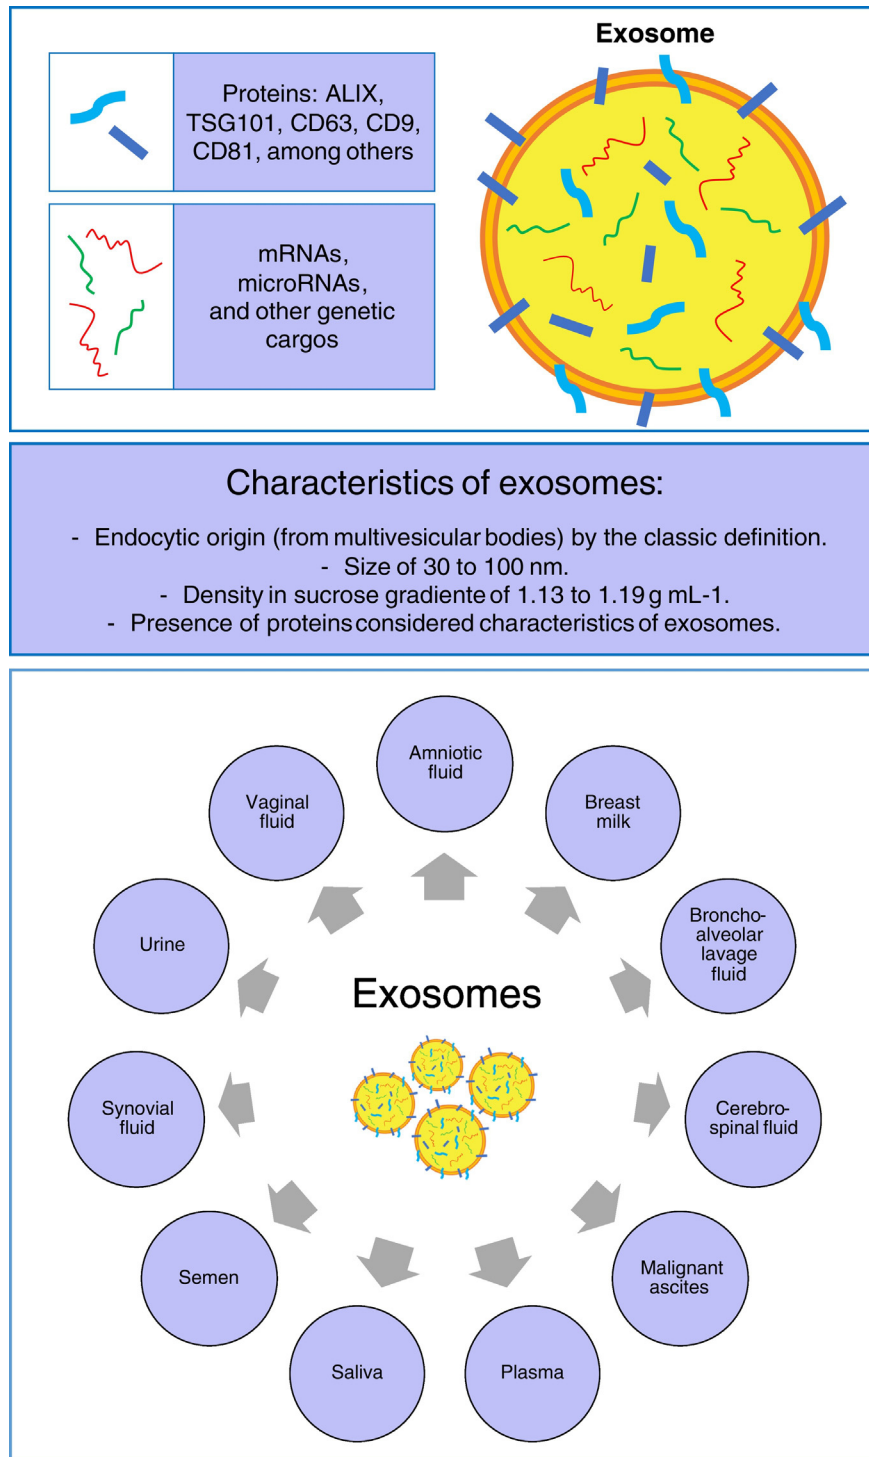 Exosome
Proteins: ALIX,
TSG101, CD63, CD9,
CD81, among others
mRNAs,
microRNAs,
and other genetic
cargos
Characteristics of exosomes:
- Endocytic origin (from multivesicular bodies) by the classic definition.
- Size of 30 to 100 nm.
- Density in sucrose gradiente of 1.13 to 1.19 g mL-1.
- Presence of proteins considered characteristics of exosomes.
Amniotic
fluid
Breast
milk
Broncho-
alveolar
lavage
fluid
Cerebro-
spinal fluid
Malignant
ascites
Plasma
Saliva
Semen
Synovial
fluid
Urine
Vaginal
fluid
Exosomes